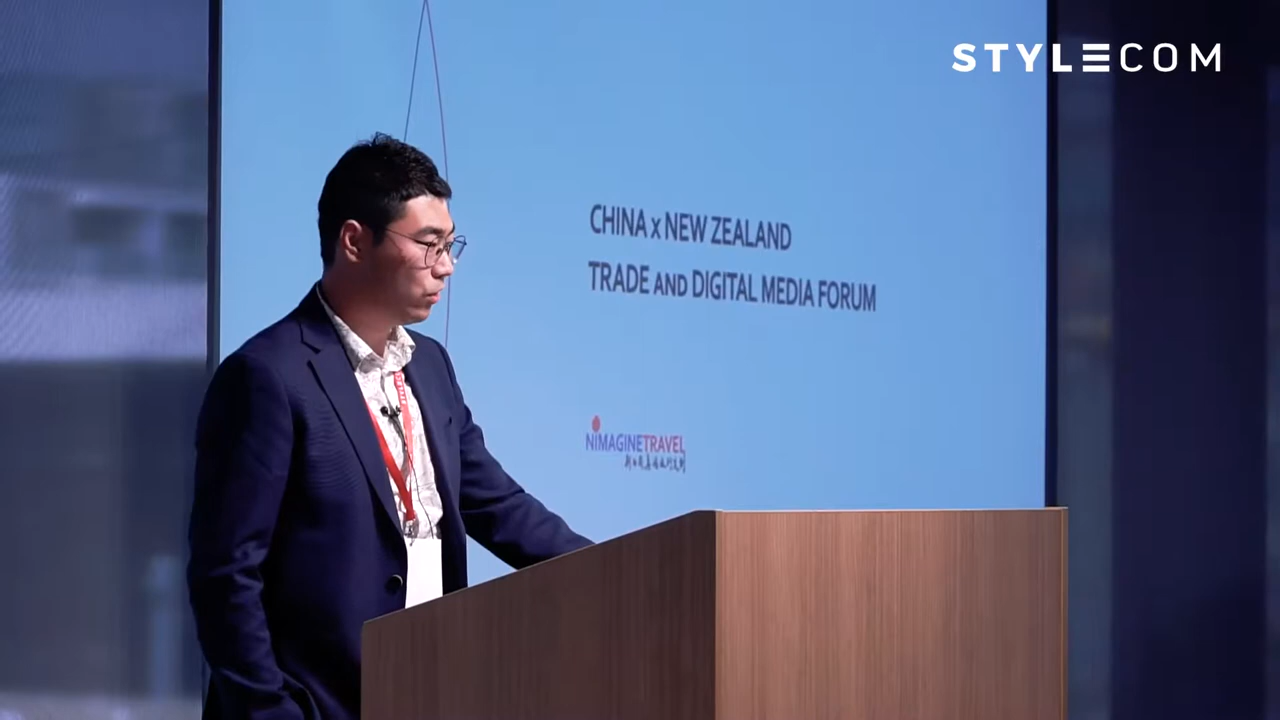 STYLECOM
CHINA x NEW ZEALAND
TRADE AND DIGITAL MEDIA FORUM
NIMAGINETRAVEL